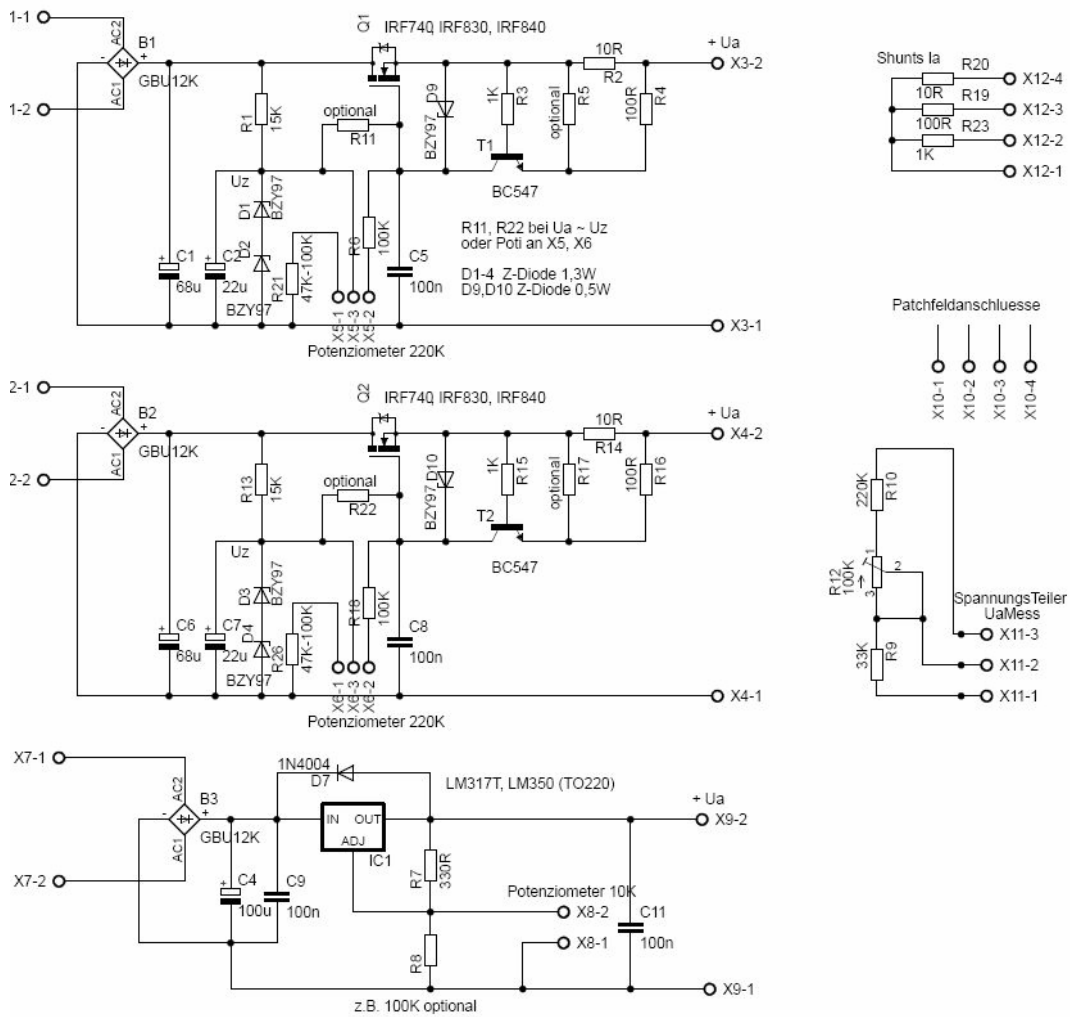 1-1
AC2
B1
-
+
GBU12K
AC1
1-2
Q1
IRF740, IRF830, IRF840
+ Ua
X3-2
10R
R2
R1
15K
optional
R11
D9
BZY97
1K
R3
optional
R5
100R
R4
T1
BC547
Uz
D1
BZY97
D2
BZY97
+
C1
68u
+
C2
22u
R21
47K-100K
R6
100K
C5
100n
R11, R22 bei Ua ~ Uz
oder Poti an X5, X6
D1-4 Z-Diode 1,3W
D9,D10 Z-Diode 0,5W
X5-1
X5-3
X5-2
X3-1
Potenziometer 220K
Shunts Ia
R20
X12-4
10R
R19
X12-3
100R
R23
X12-2
1K
X12-1
Patchfeldanschluesse
X10-1
X10-2
X10-3
X10-4
2-1
AC2
B2
-
+
GBU12K
AC1
2-2
Q2
IRF740, IRF830, IRF840
+ Ua
X4-2
10R
R14
R13
15K
optional
R22
D10
BZY97
1K
R15
optional
R17
100R
R16
T2
BC547
Uz
D3
BZY97
D4
BZY97
+
C6
68u
+
C7
22u
R26
47K-100K
R18
100K
C8
100n
X6-1
X6-3
X6-2
X4-1
Potenziometer 220K
220K
R10
R12
100K
1
2
3
SpannungsTeiler
UaMess
X11-3
33K
R9
X11-2
X11-1
X7-1
AC2
B3
-
+
GBU12K
AC1
X7-2
1N4004
D7
LM317T, LM350 (TO220)
IN
OUT
ADJ
IC1
+ Ua
X9-2
+
C4
100u
C9
100n
R7
330R
Potenziometer 10K
X8-2
X8-1
R8
C11
100n
X9-1
z.B. 100K optional